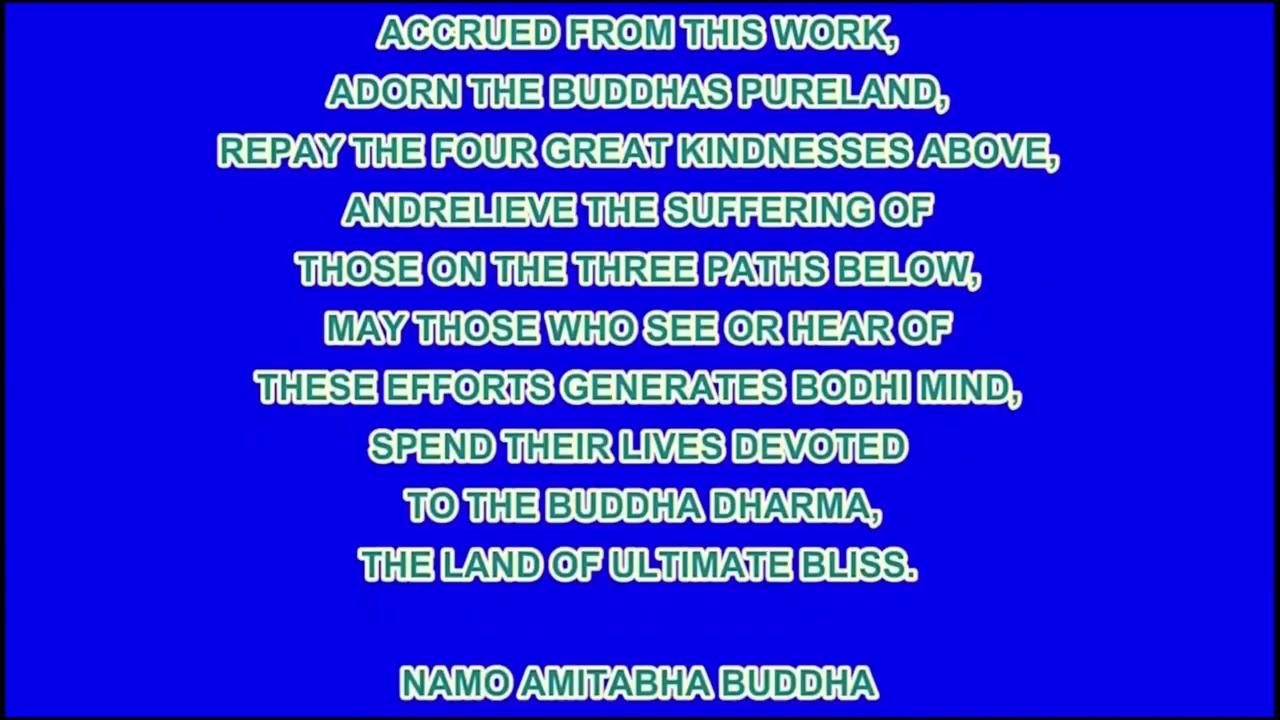 ACCRUED FROM THIS WORK,
ADORN THE BUDDHAS PURELAND,
REPAY THE FOUR GREAT KINDNESSES ABOVE,
ANDRELIEVE THE SUFFERING OF
THOSE ON THE THREE PATHS BELOW,
MAY THOSE WHO SEE OR HEAR OF
THESE EFFORTS GENERATES BODHI MIND,
SPEND THEIR LIVES DEVOTED
TO THE BUDDHA DHARMA,
THE LAND OF ULTIMATE BLISS.
NAMO AMITABHA BUDDHA